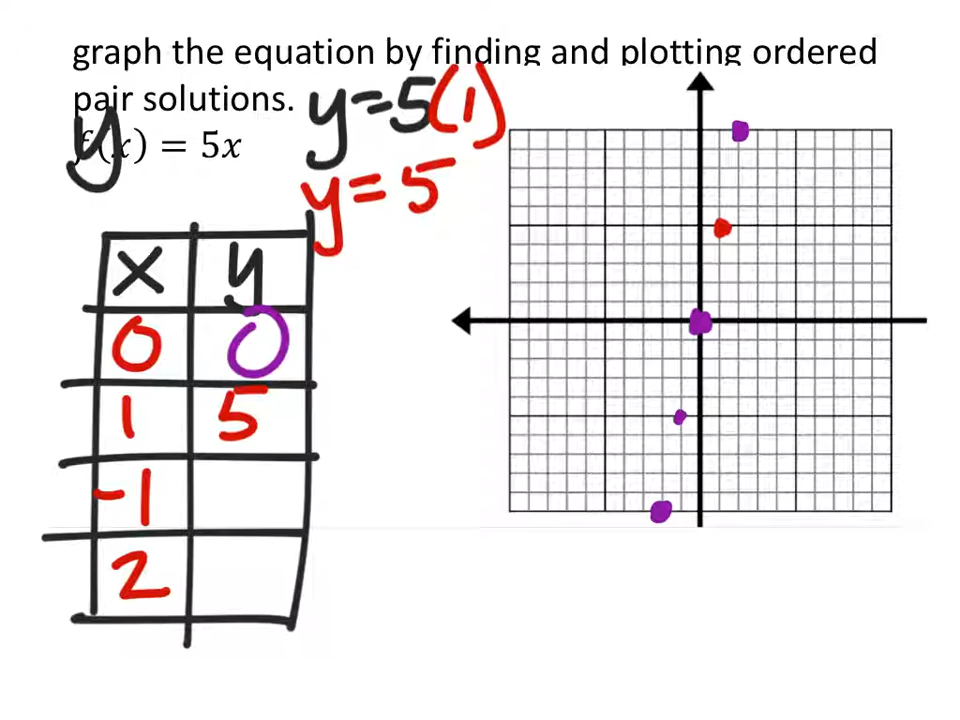 graph the equation by finding and plotting ordered
pair solutions.
y=5(1)
y
f(x) = 5x
y=5
x y
0 0
1 5
-1
2